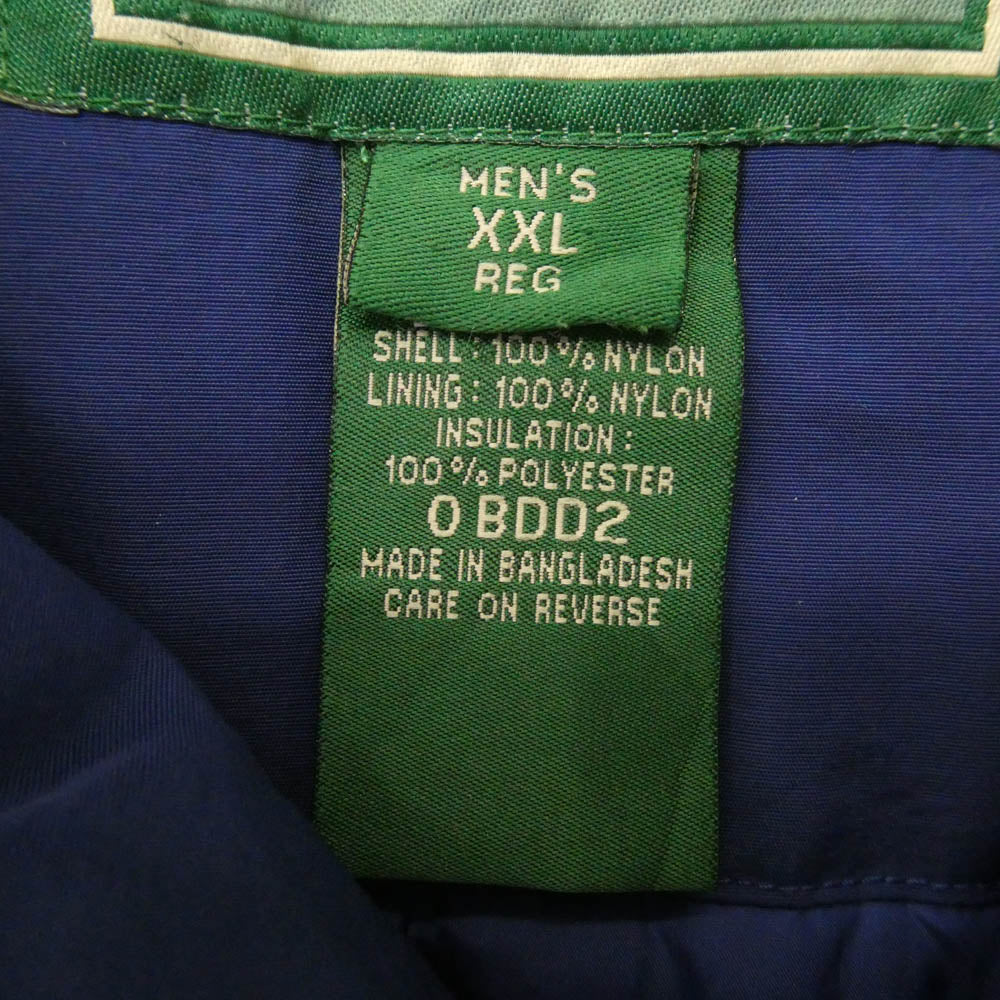 MEN'S
XXL
REG
SHELL: 100% NYLON
LINING: 100% NYLON
INSULATION:
100% POLYESTER
0 BDD2
MADE IN BANGLADESH
CARE ON REVERSE